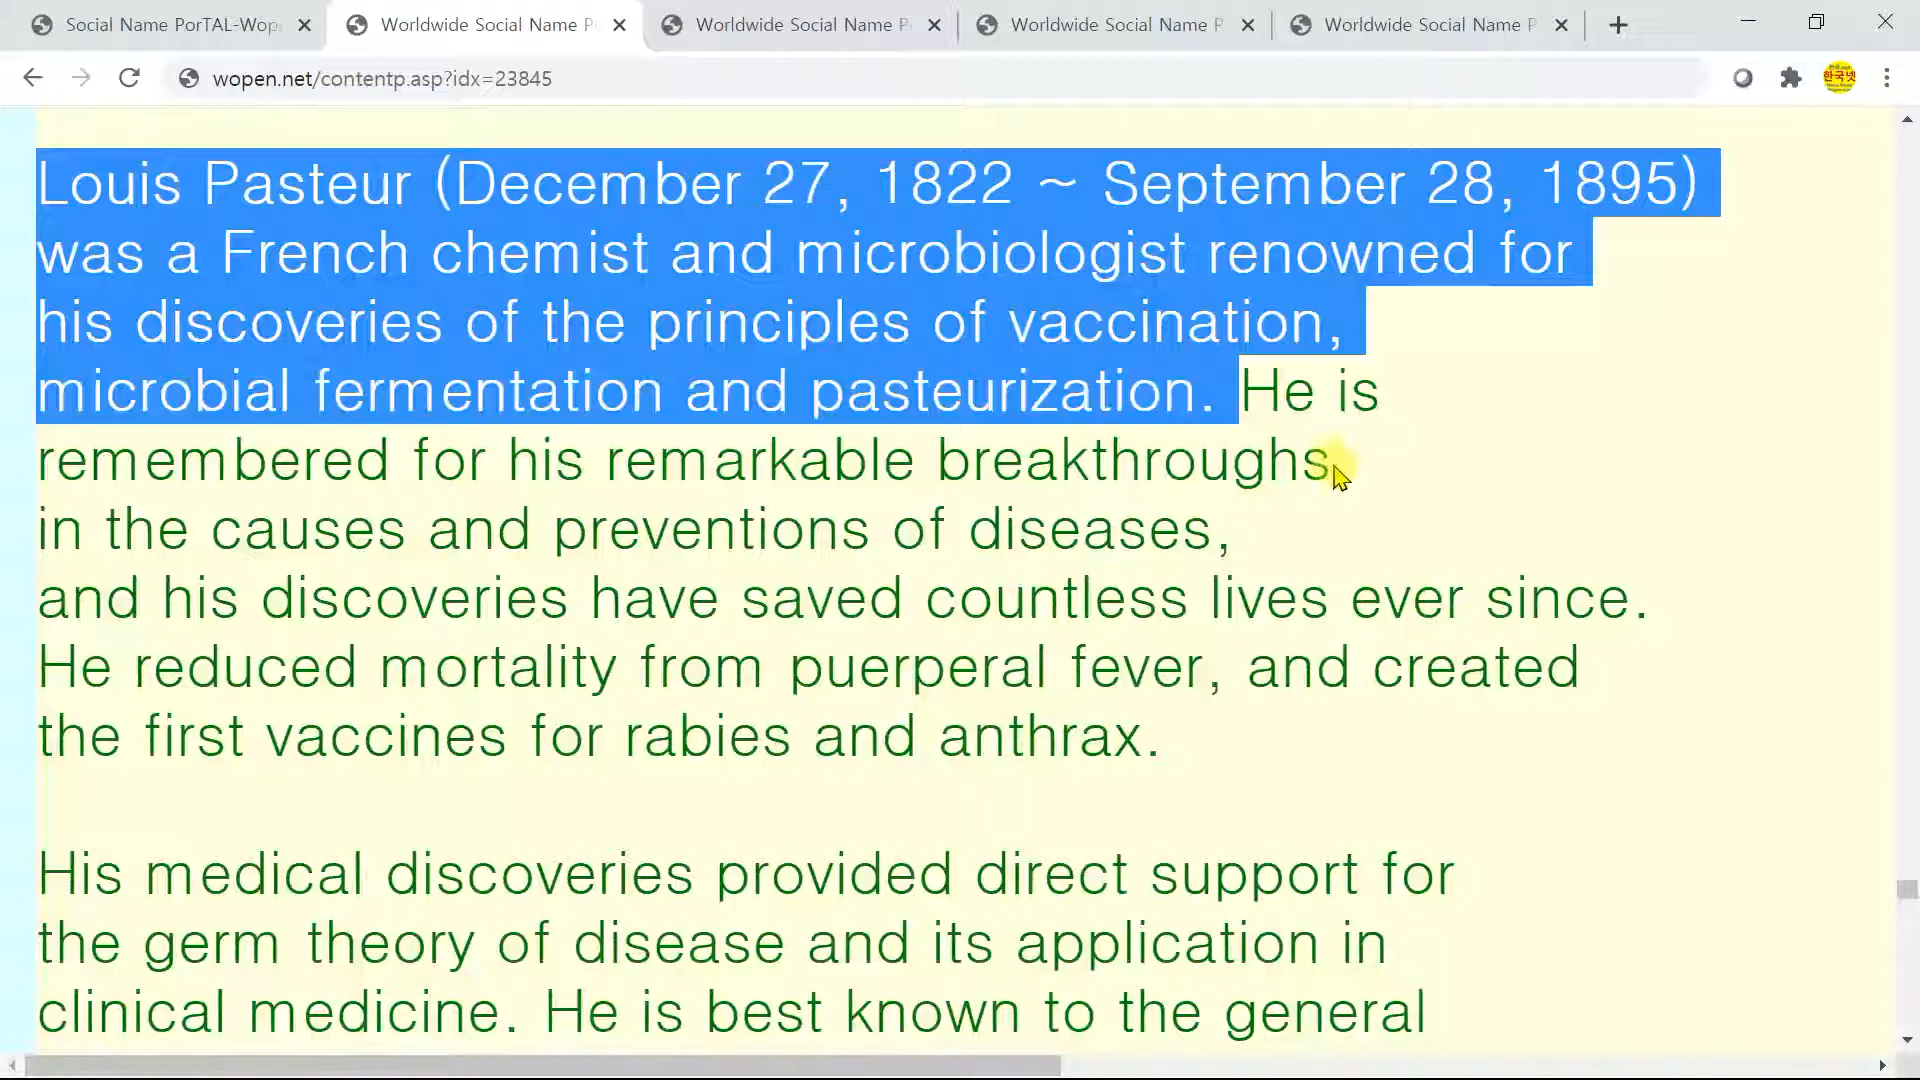 Social Name PorTAL-Wop
Worldwide Social Name P
Worldwide Social Name P
Worldwide Social Name P
Worldwide Social Name P
wopen.net/contentp.asp?idx=23845
한국넷
Louis Pasteur (December 27, 1822 ~ September 28, 1895)
was a French chemist and microbiologist renowned for
his discoveries of the principles of vaccination,
microbial fermentation and pasteurization. He is
remembered for his remarkable breakthroughs
in the causes and preventions of diseases,
and his discoveries have saved countless lives ever since.
He reduced mortality from puerperal fever, and created
the first vaccines for rabies and anthrax.
His medical discoveries provided direct support for
the germ theory of disease and its application in
clinical medicine. He is best known to the general